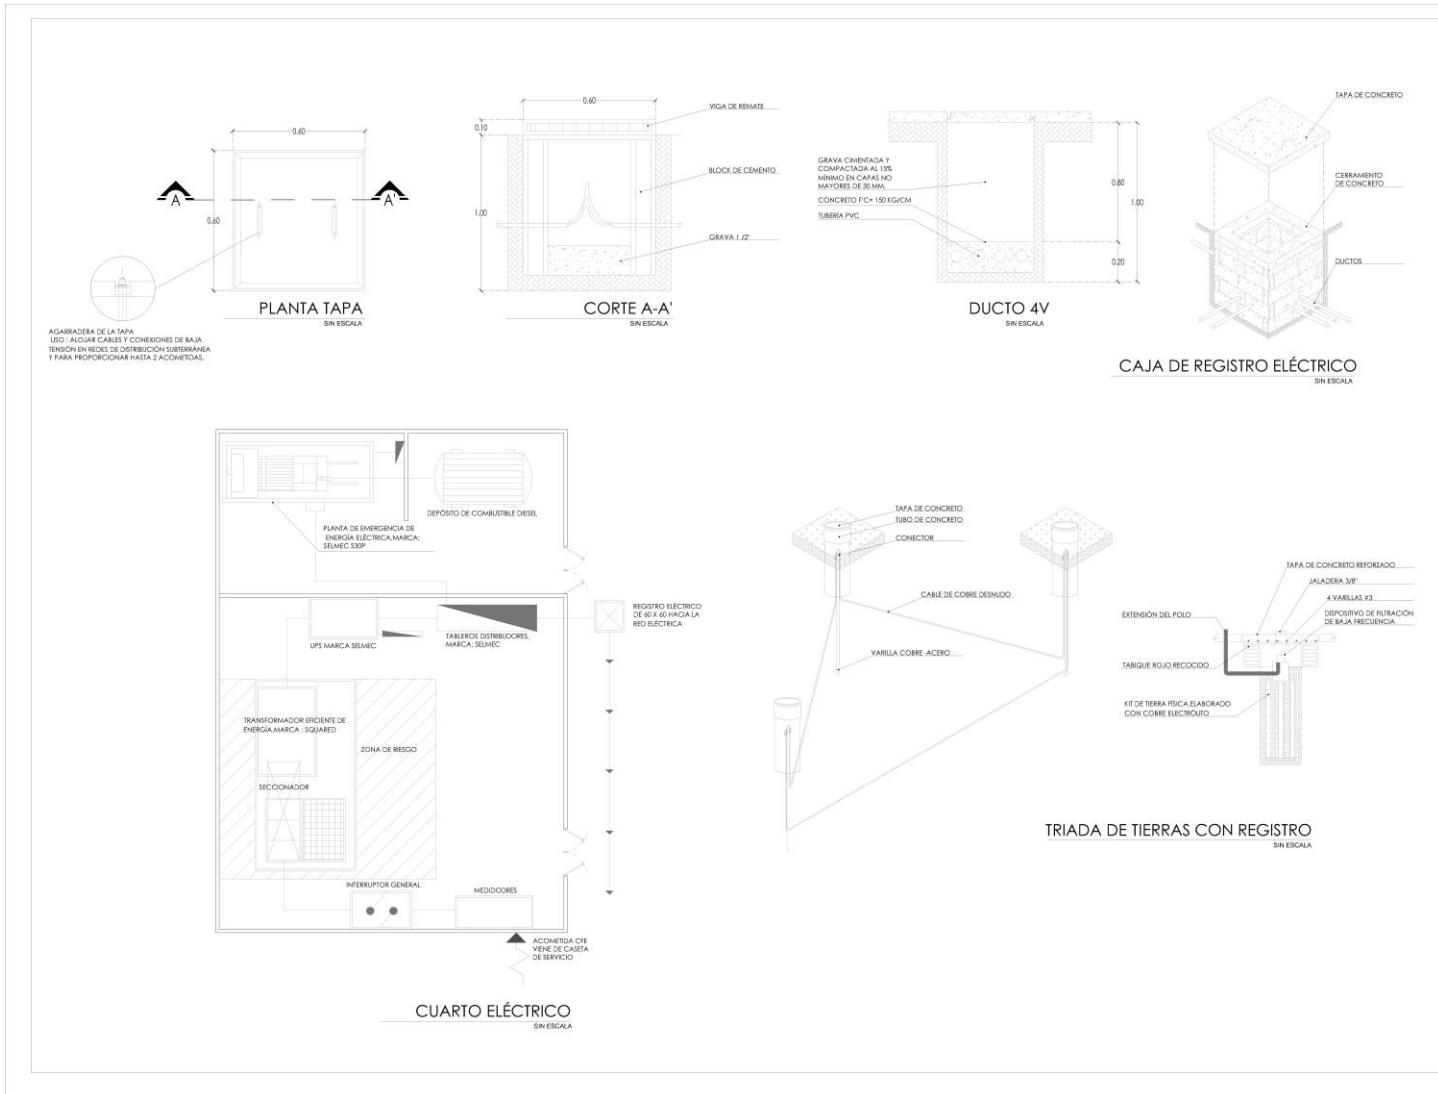 0.60
0.60
A
A'
PLANTA TAPA
SIN ESCALA
AGARRADERA DE LA TAPA
USO : ALOJAR CABLES Y CONEXIONES DE BAJA
TENSIÓN EN REDES DE DISTRIBUCIÓN SUBTERRÁNEA
Y PARA PROPORCIONAR HASTA 2 ACOMETIDAS.
0.60
0.10
1.00
VIGA DE REMATE
BLOCK DE CEMENTO
GRAVA 1 /2"
CORTE A-A'
SIN ESCALA
GRAVA CIMENTADA Y
COMPACTADA AL 15%
MÍNIMO EN CAPAS NO
MAYORES DE 30 MM.
CONCRETO F'C= 150 KG/CM
TUBERÍA PVC
0.80
1.00
0.20
DUCTO 4V
SIN ESCALA
TAPA DE CONCRETO
CERRAMIENTO
DE CONCRETO
DUCTOS
CAJA DE REGISTRO ELÉCTRICO
SIN ESCALA
DEPÓSITO DE COMBUSTIBLE DIESEL
PLANTA DE EMERGENCIA DE
ENERGÍA ELÉCTRICA,MARCA:
SELMEC S30P
UPS MARCA SELMEC
TABLEROS DISTRIBUIDORES,
MARCA: SELMEC
REGISTRO ELÉCTRICO
DE 60 X 60 HACIA LA
RED ELÉCTRICA
TRANSFORMADOR EFICIENTE DE
ENERGÍA,MARCA : SQUARED
ZONA DE RIESGO
SECCIONADOR
INTERRUPTOR GENERAL
MEDIDODRES
ACOMETIDA CFE
VIENE DE CASETA
DE SERVICIO
CUARTO ELÉCTRICO
SIN ESCALA
TAPA DE CONCRETO
TUBO DE CONCRETO
CONECTOR
CABLE DE COBRE DESNUDO
VARILLA COBRE -ACERO
TAPA DE CONCRETO REFORZADO
JALADERA 3/8"
4 VARILLAS #3
DISPOSITIVO DE FILTRACIÓN
DE BAJA FRECUENCIA
EXTENSIÓN DEL POLO
TABIQUE ROJO RECOCIDO
KIT DE TIERRA FÍSICA,ELABORADO
CON COBRE ELECTRÓLITO
TRIADA DE TIERRAS CON REGISTRO
SIN ESCALA